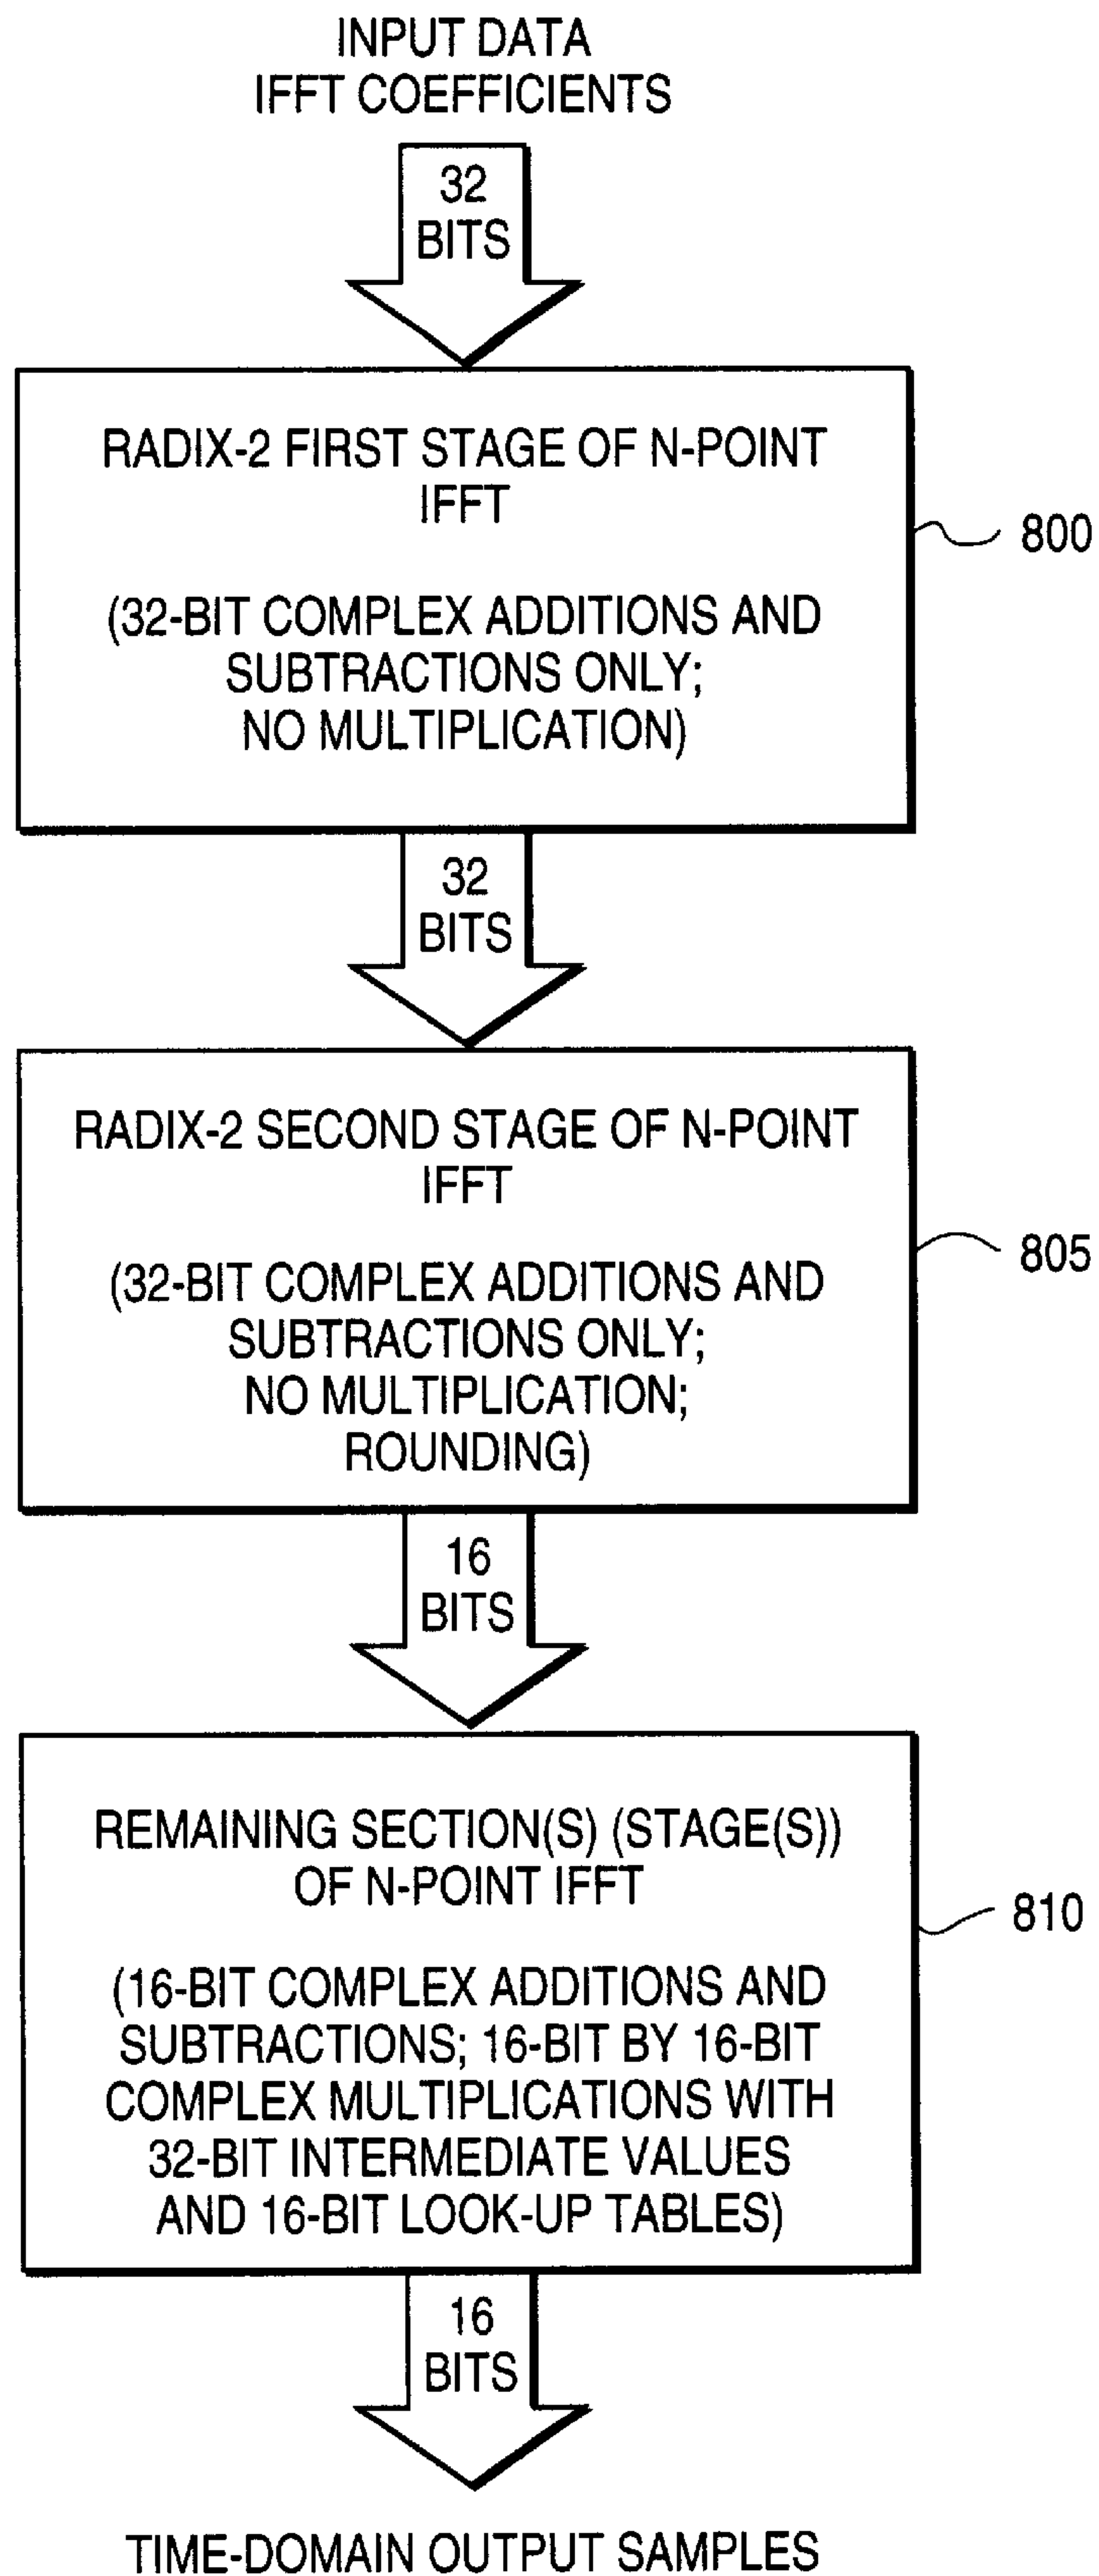 INPUT DATA
IFFT COEFFICIENTS
32
BITS
RADIX-2 FIRST STAGE OF N-POINT
IFFT
(32-BIT COMPLEX ADDITIONS AND
SUBTRACTIONS ONLY;
NO MULTIPLICATION)
800
32
BITS
RADIX-2 SECOND STAGE OF N-POINT
IFFT
(32-BIT COMPLEX ADDITIONS AND
SUBTRACTIONS ONLY;
NO MULTIPLICATION;
ROUNDING)
805
16
BITS
REMAINING SECTION(S) (STAGE(S))
OF N-POINT IFFT
(16-BIT COMPLEX ADDITIONS AND
SUBTRACTIONS; 16-BIT BY 16-BIT
COMPLEX MULTIPLICATIONS WITH
32-BIT INTERMEDIATE VALUES
AND 16-BIT LOOK-UP TABLES)
810
16
BITS
TIME-DOMAIN OUTPUT SAMPLES